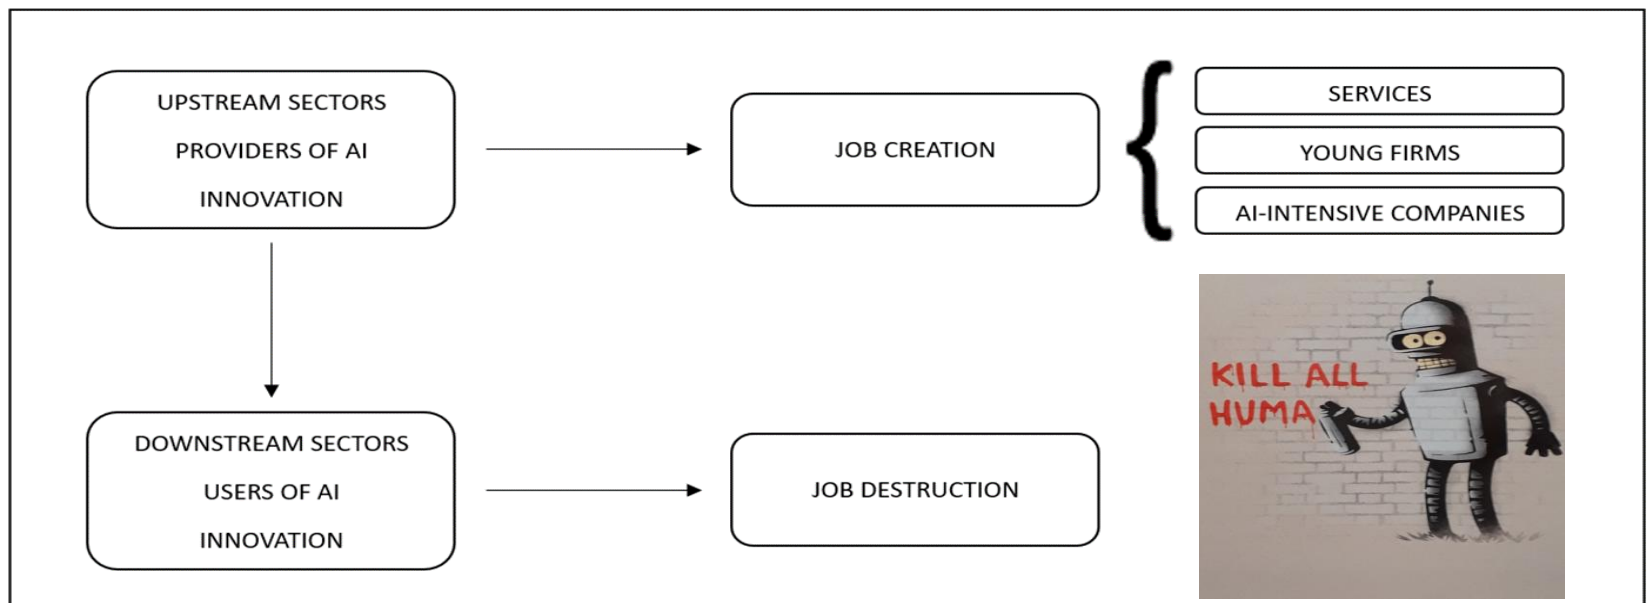 UPSTREAM SECTORS
PROVIDERS OF AI
INNOVATION
JOB CREATION
SERVICES
YOUNG FIRMS
AI-INTENSIVE COMPANIES
DOWNSTREAM SECTORS
USERS OF AI
INNOVATION
JOB DESTRUCTION
KILL ALL
HUMA